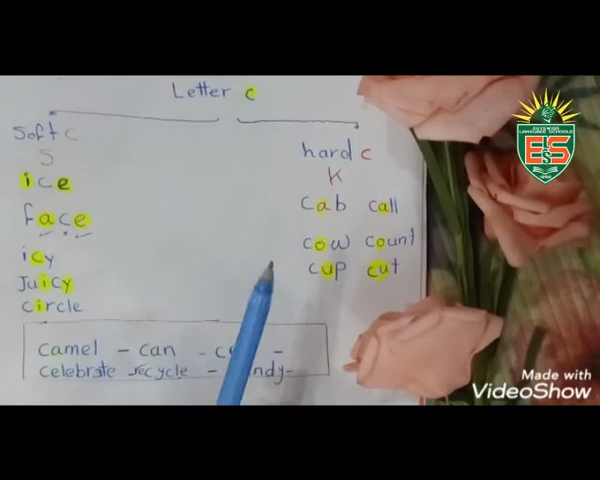 Letter c
Soft c
hard c
S
K
ice
cab call
face
cow count
icy
cup cut
Juicy
circle
camel - can - -
celebrate recycle -
Made with
VideoShow